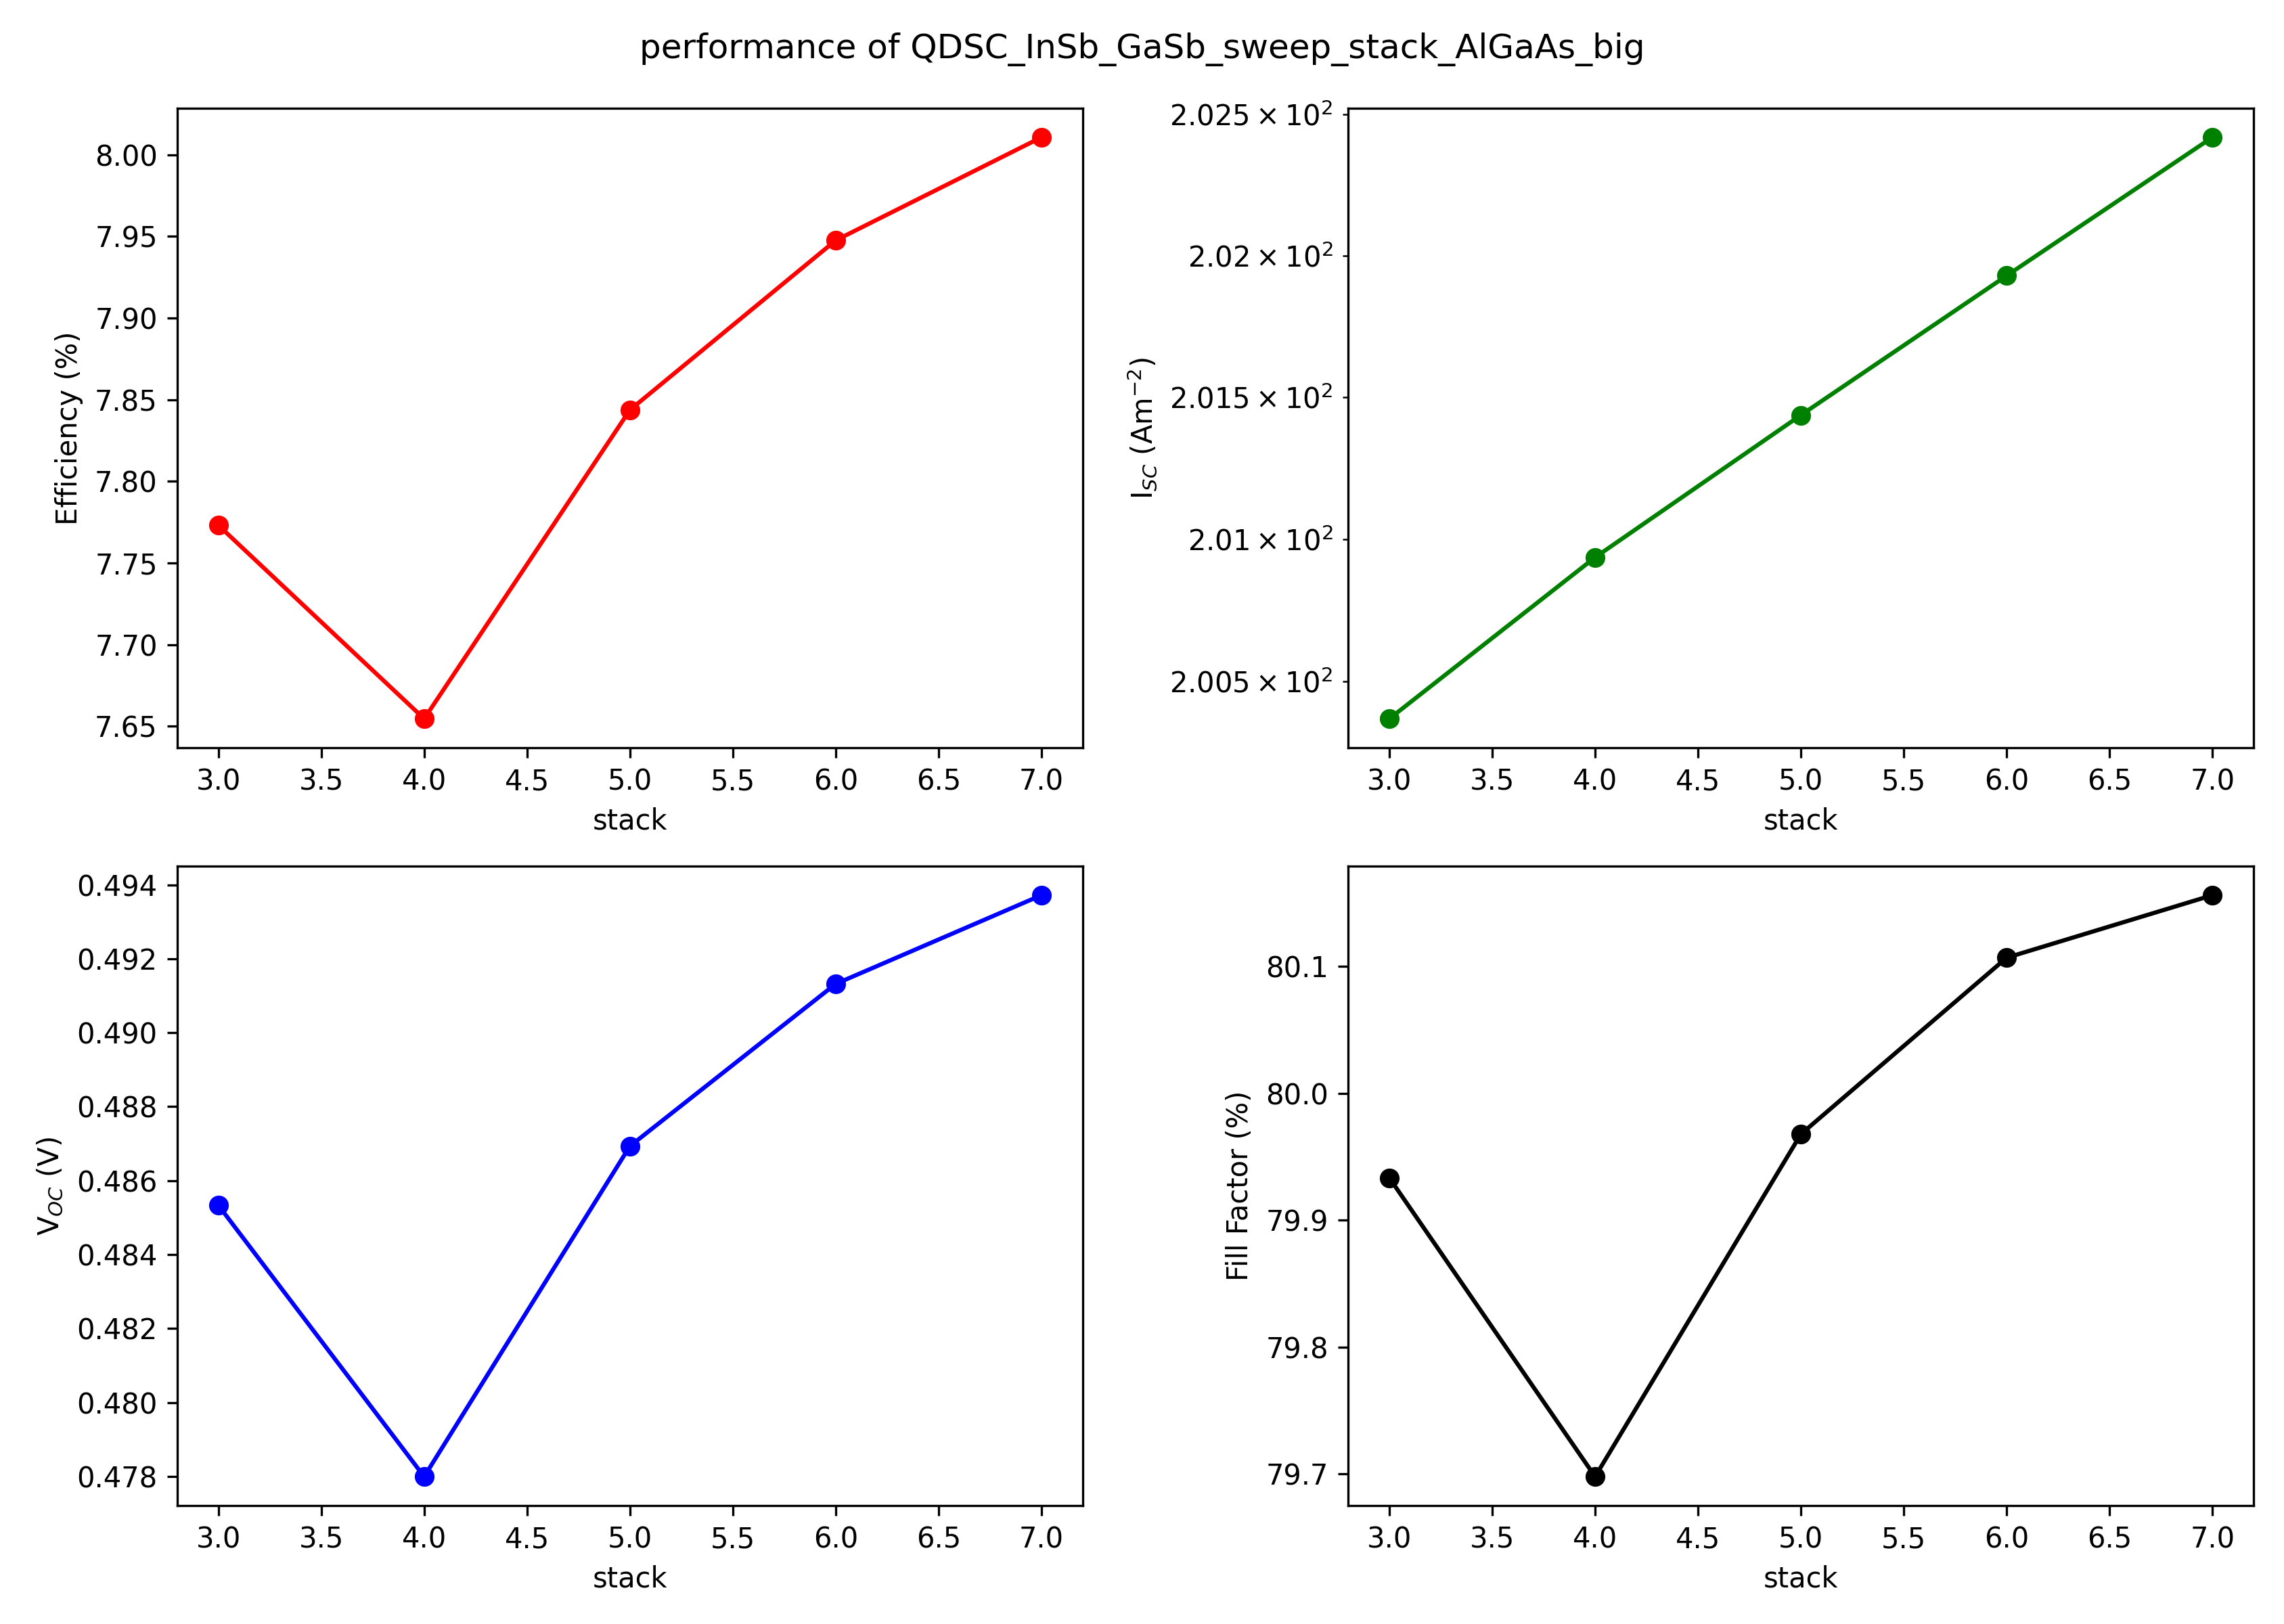 performance of QDSC_InSb_GaSb_sweep_stack_AlGaAs_big
8.00
7.95
7.90
7.85
7.80
7.75
7.70
7.65
Efficiency (%)
3.0 3.5 4.0 4.5 5.0 5.5 6.0 6.5 7.0
stack
2.025 × 10²
2.02 × 10²
2.015 × 10²
2.01 × 10²
2.005 × 10²
I_SC (Am⁻²)
3.0 3.5 4.0 4.5 5.0 5.5 6.0 6.5 7.0
stack
0.494
0.492
0.490
0.488
0.486
0.484
0.482
0.480
0.478
V_OC (V)
3.0 3.5 4.0 4.5 5.0 5.5 6.0 6.5 7.0
stack
80.1
80.0
79.9
79.8
79.7
Fill Factor (%)
3.0 3.5 4.0 4.5 5.0 5.5 6.0 6.5 7.0
stack